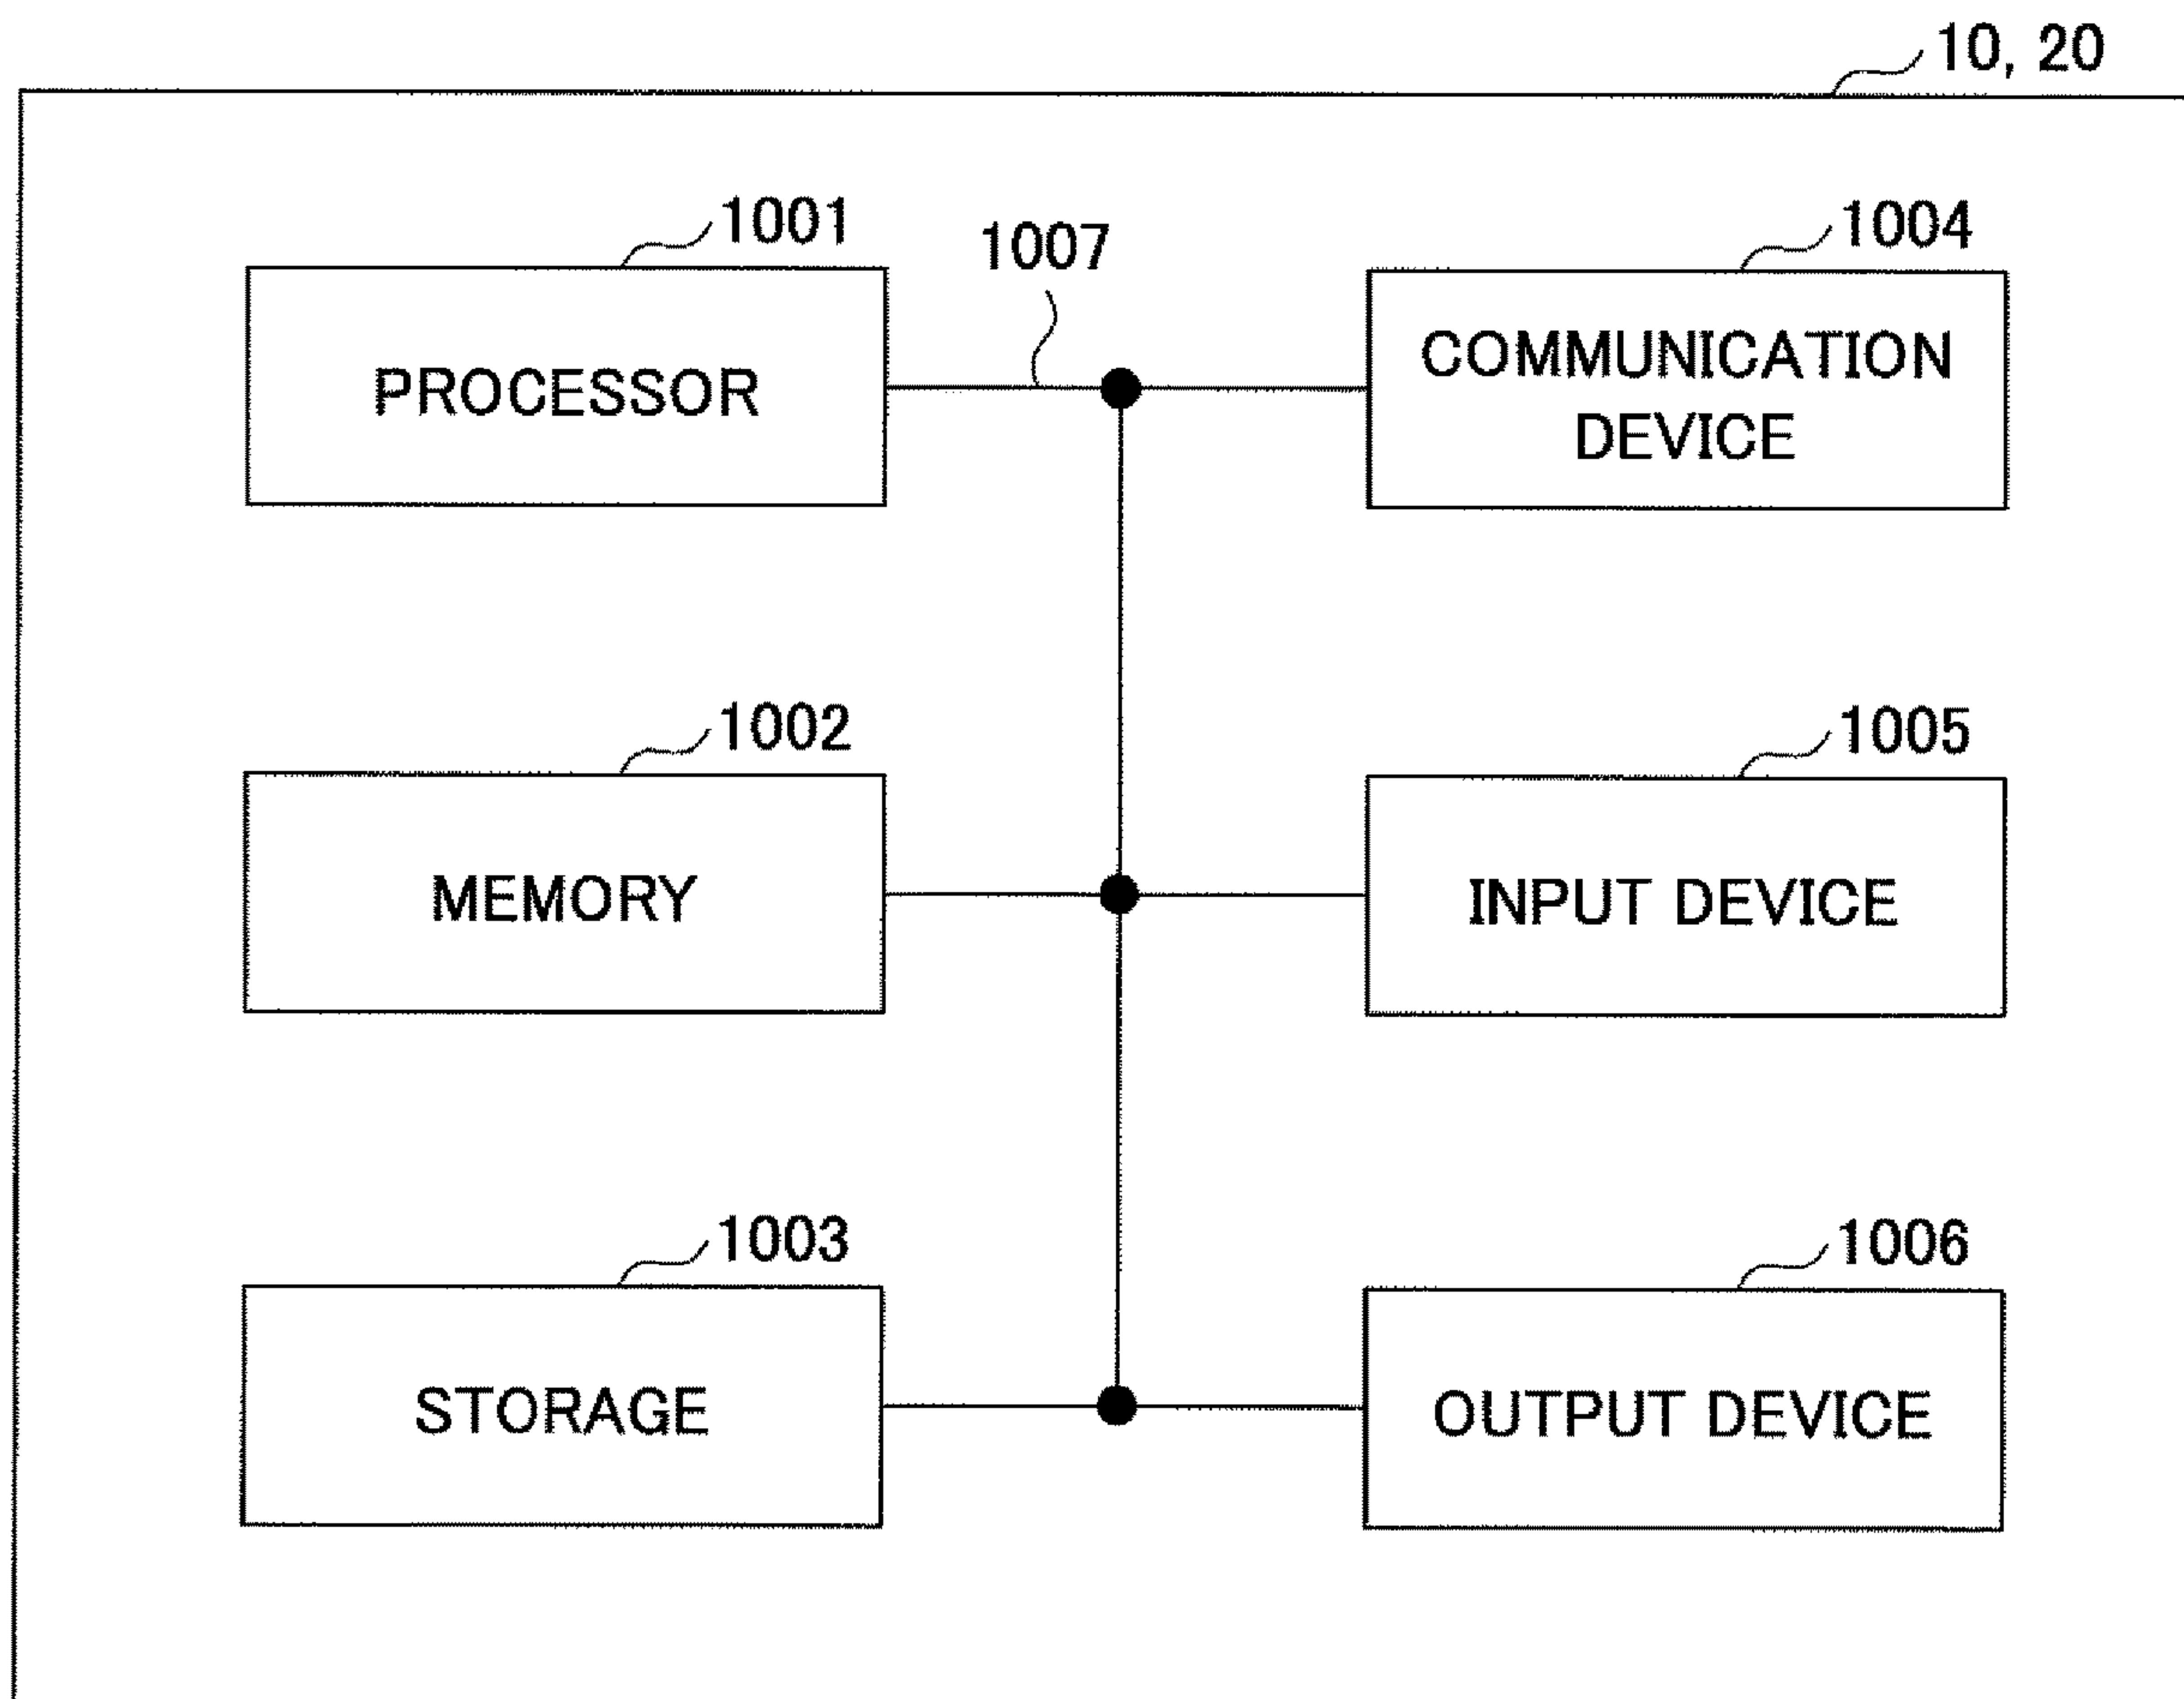 10, 20
1001
1007
1004
PROCESSOR
COMMUNICATION
DEVICE
1002
1005
MEMORY
INPUT DEVICE
1003
1006
STORAGE
OUTPUT DEVICE